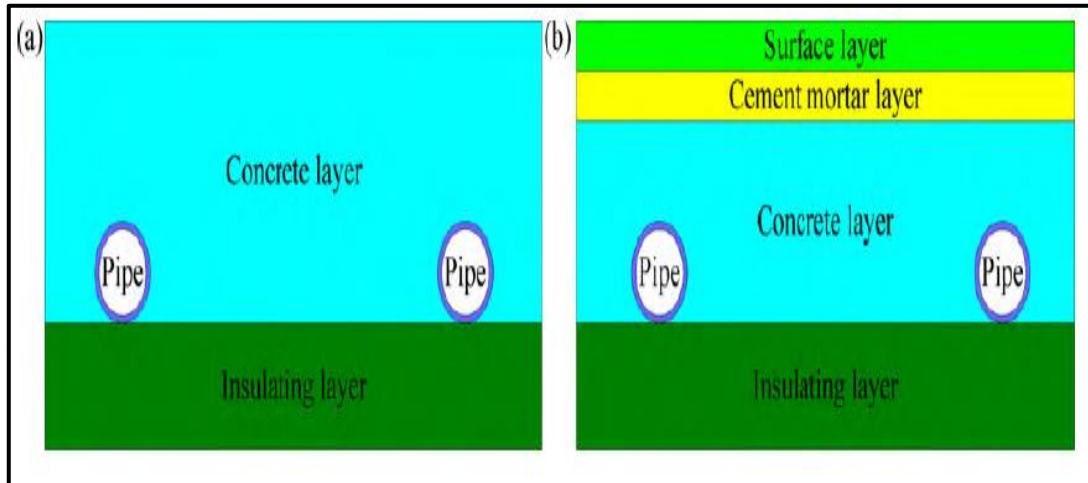 (a)
Concrete layer
Pipe
Pipe
Insulating layer
(b)
Surface layer
Cement mortar layer
Concrete layer
Pipe
Pipe
Insulating layer